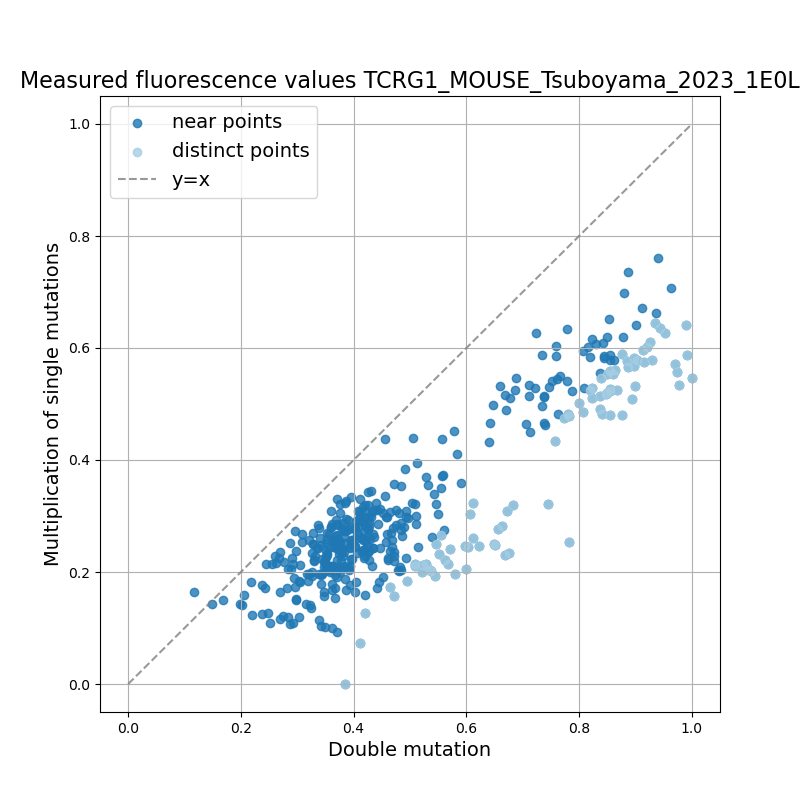 Measured fluorescence values TCRG1_MOUSE_Tsuboyama_2023_1E0L
near points
distinct points
y=x
Multiplication of single mutations
1.0
0.8
0.6
0.4
0.2
0.0
0.0 0.2 0.4 0.6 0.8 1.0
Double mutation